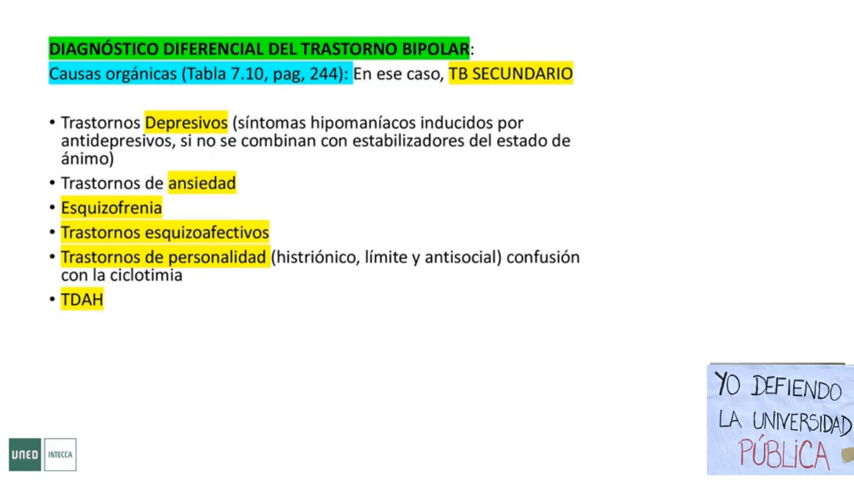 DIAGNÓSTICO DIFERENCIAL DEL TRASTORNO BIPOLAR:
Causas orgánicas (Tabla 7.10, pag, 244): En ese caso, TB SECUNDARIO
• Trastornos Depresivos (síntomas hipomaníacos inducidos por
antidepresivos, si no se combinan con estabilizadores del estado de
ánimo)
• Trastornos de ansiedad
• Esquizofrenia
• Trastornos esquizoafectivos
• Trastornos de personalidad (histriónico, límite y antisocial) confusión
con la ciclotimia
• TDAH
YO DEFIENDO
LA UNIVERSIDAD
PÚBLICA
UNED INTECCA